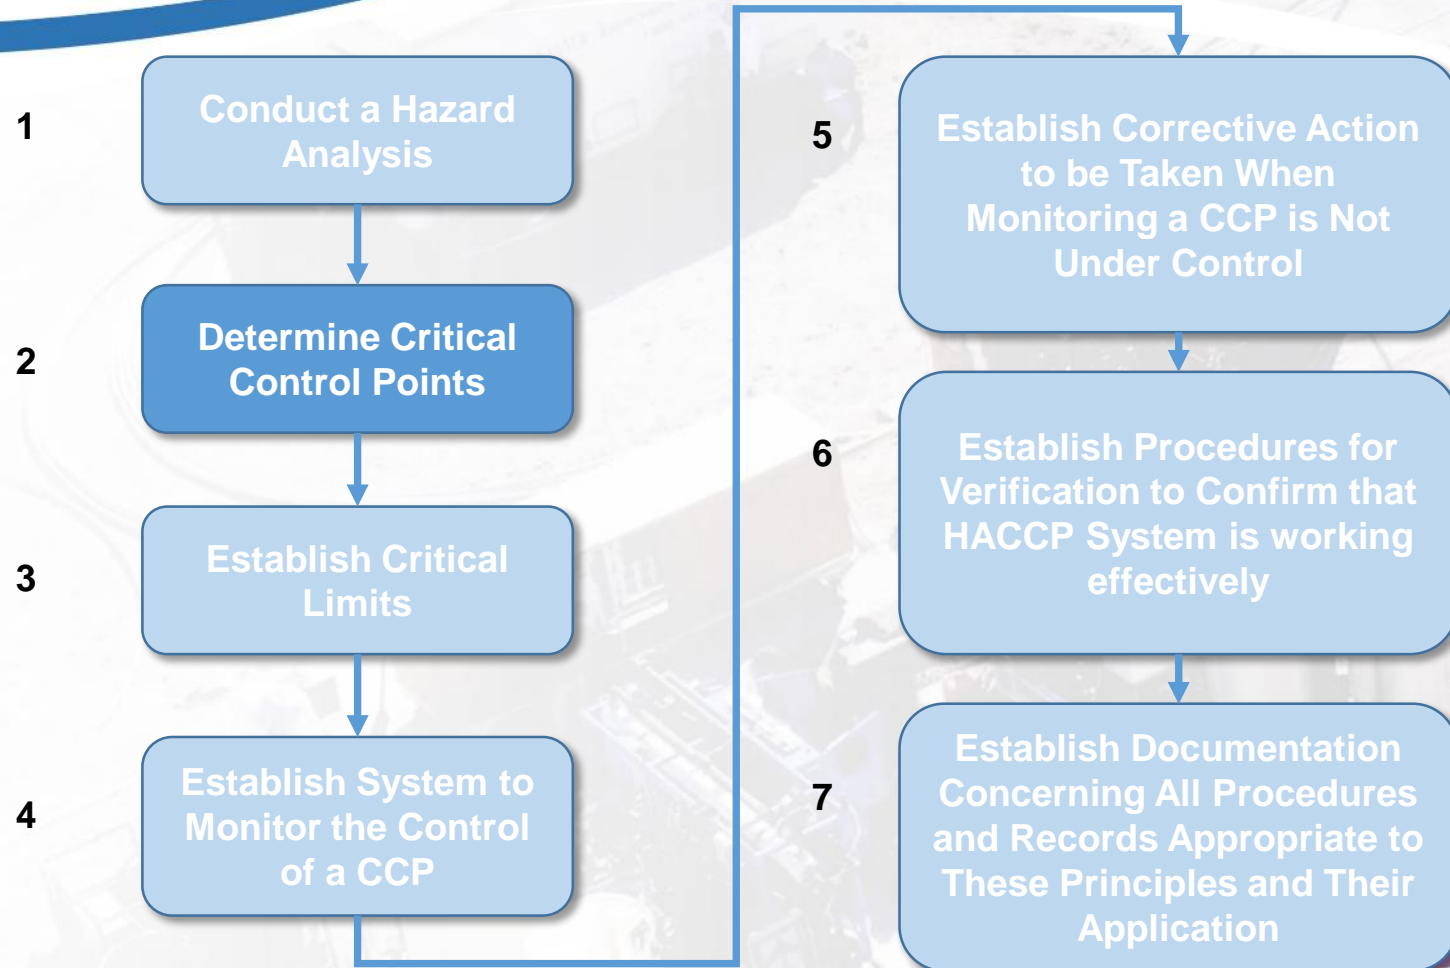 1
Conduct a Hazard
Analysis
2
Determine Critical
Control Points
3
Establish Critical
Limits
4
Establish System to
Monitor the Control
of a CCP
5
Establish Corrective Action
to be Taken When
Monitoring a CCP is Not
Under Control
6
Establish Procedures for
Verification to Confirm that
HACCP System is working
effectively
7
Establish Documentation
Concerning All Procedures
and Records Appropriate to
These Principles and Their
Application